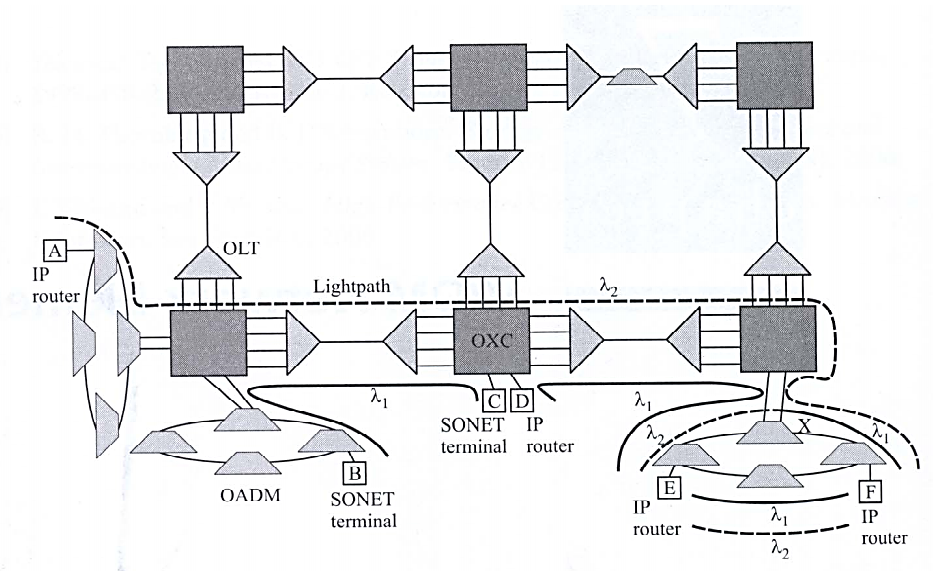 A
IP
router
OLT
Lightpath
λ2
OXC
λ1
C
D
SONET
terminal
IP
router
B
SONET
terminal
OADM
λ1
λ2
X
λ1
E
IP
router
F
IP
router
λ1
λ2